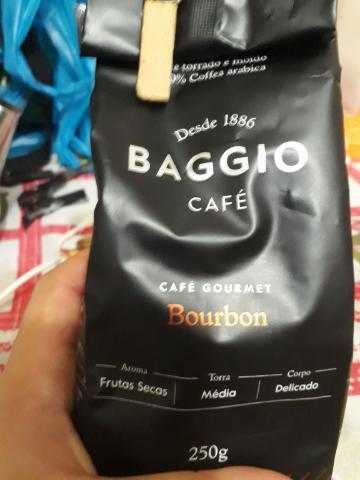 e torrado e moído
% Coffea arabica
Desde 1886
BAGGIO
CAFÉ
CAFÉ GOURMET
Bourbon
Aroma Torra Corpo
Frutas Secas Média Delicado
250g